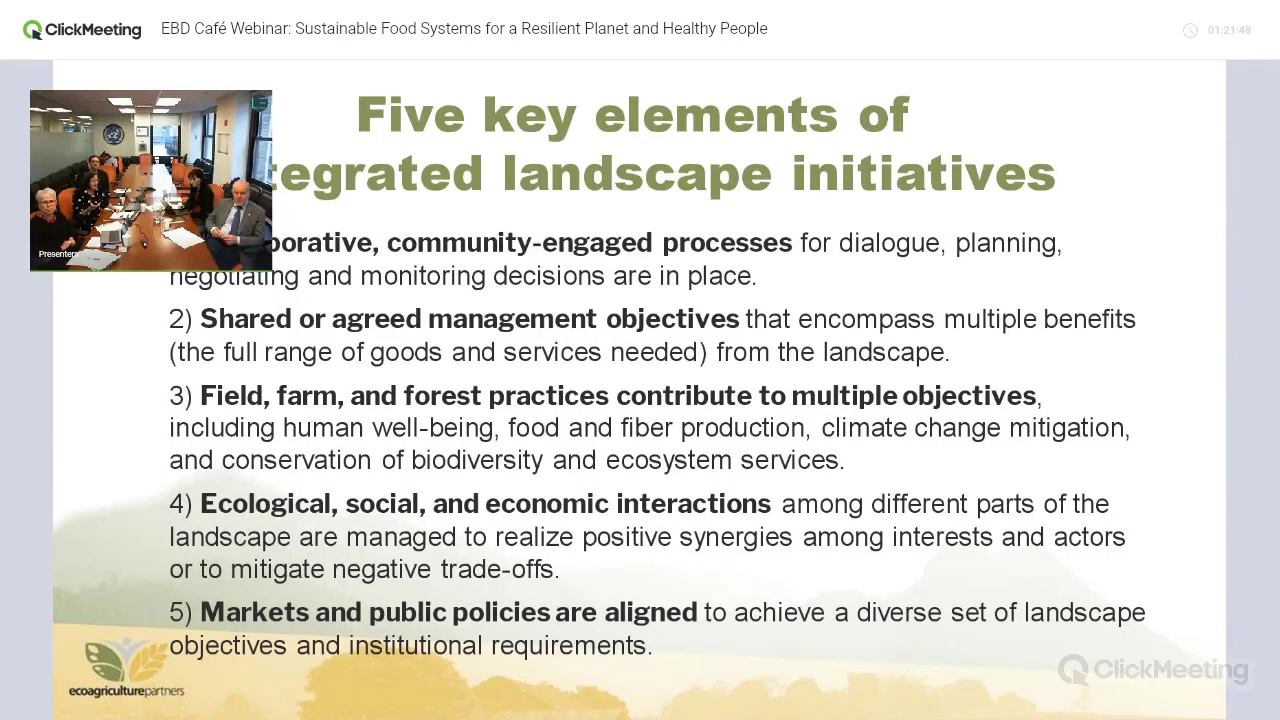 ClickMeeting
EBD Café Webinar: Sustainable Food Systems for a Resilient Planet and Healthy People
01:21:48
Five key elements of
tegrated landscape initiatives
orative, community-engaged processes for dialogue, planning,
negotiating and monitoring decisions are in place.
Presenters
2) Shared or agreed management objectives that encompass multiple benefits
(the full range of goods and services needed) from the landscape.
3) Field, farm, and forest practices contribute to multiple objectives,
including human well-being, food and fiber production, climate change mitigation,
and conservation of biodiversity and ecosystem services.
4) Ecological, social, and economic interactions among different parts of the
landscape are managed to realize positive synergies among interests and actors
or to mitigate negative trade-offs.
5) Markets and public policies are aligned to achieve a diverse set of landscape
objectives and institutional requirements.
ecoagriculturepartners
ClickMeeting